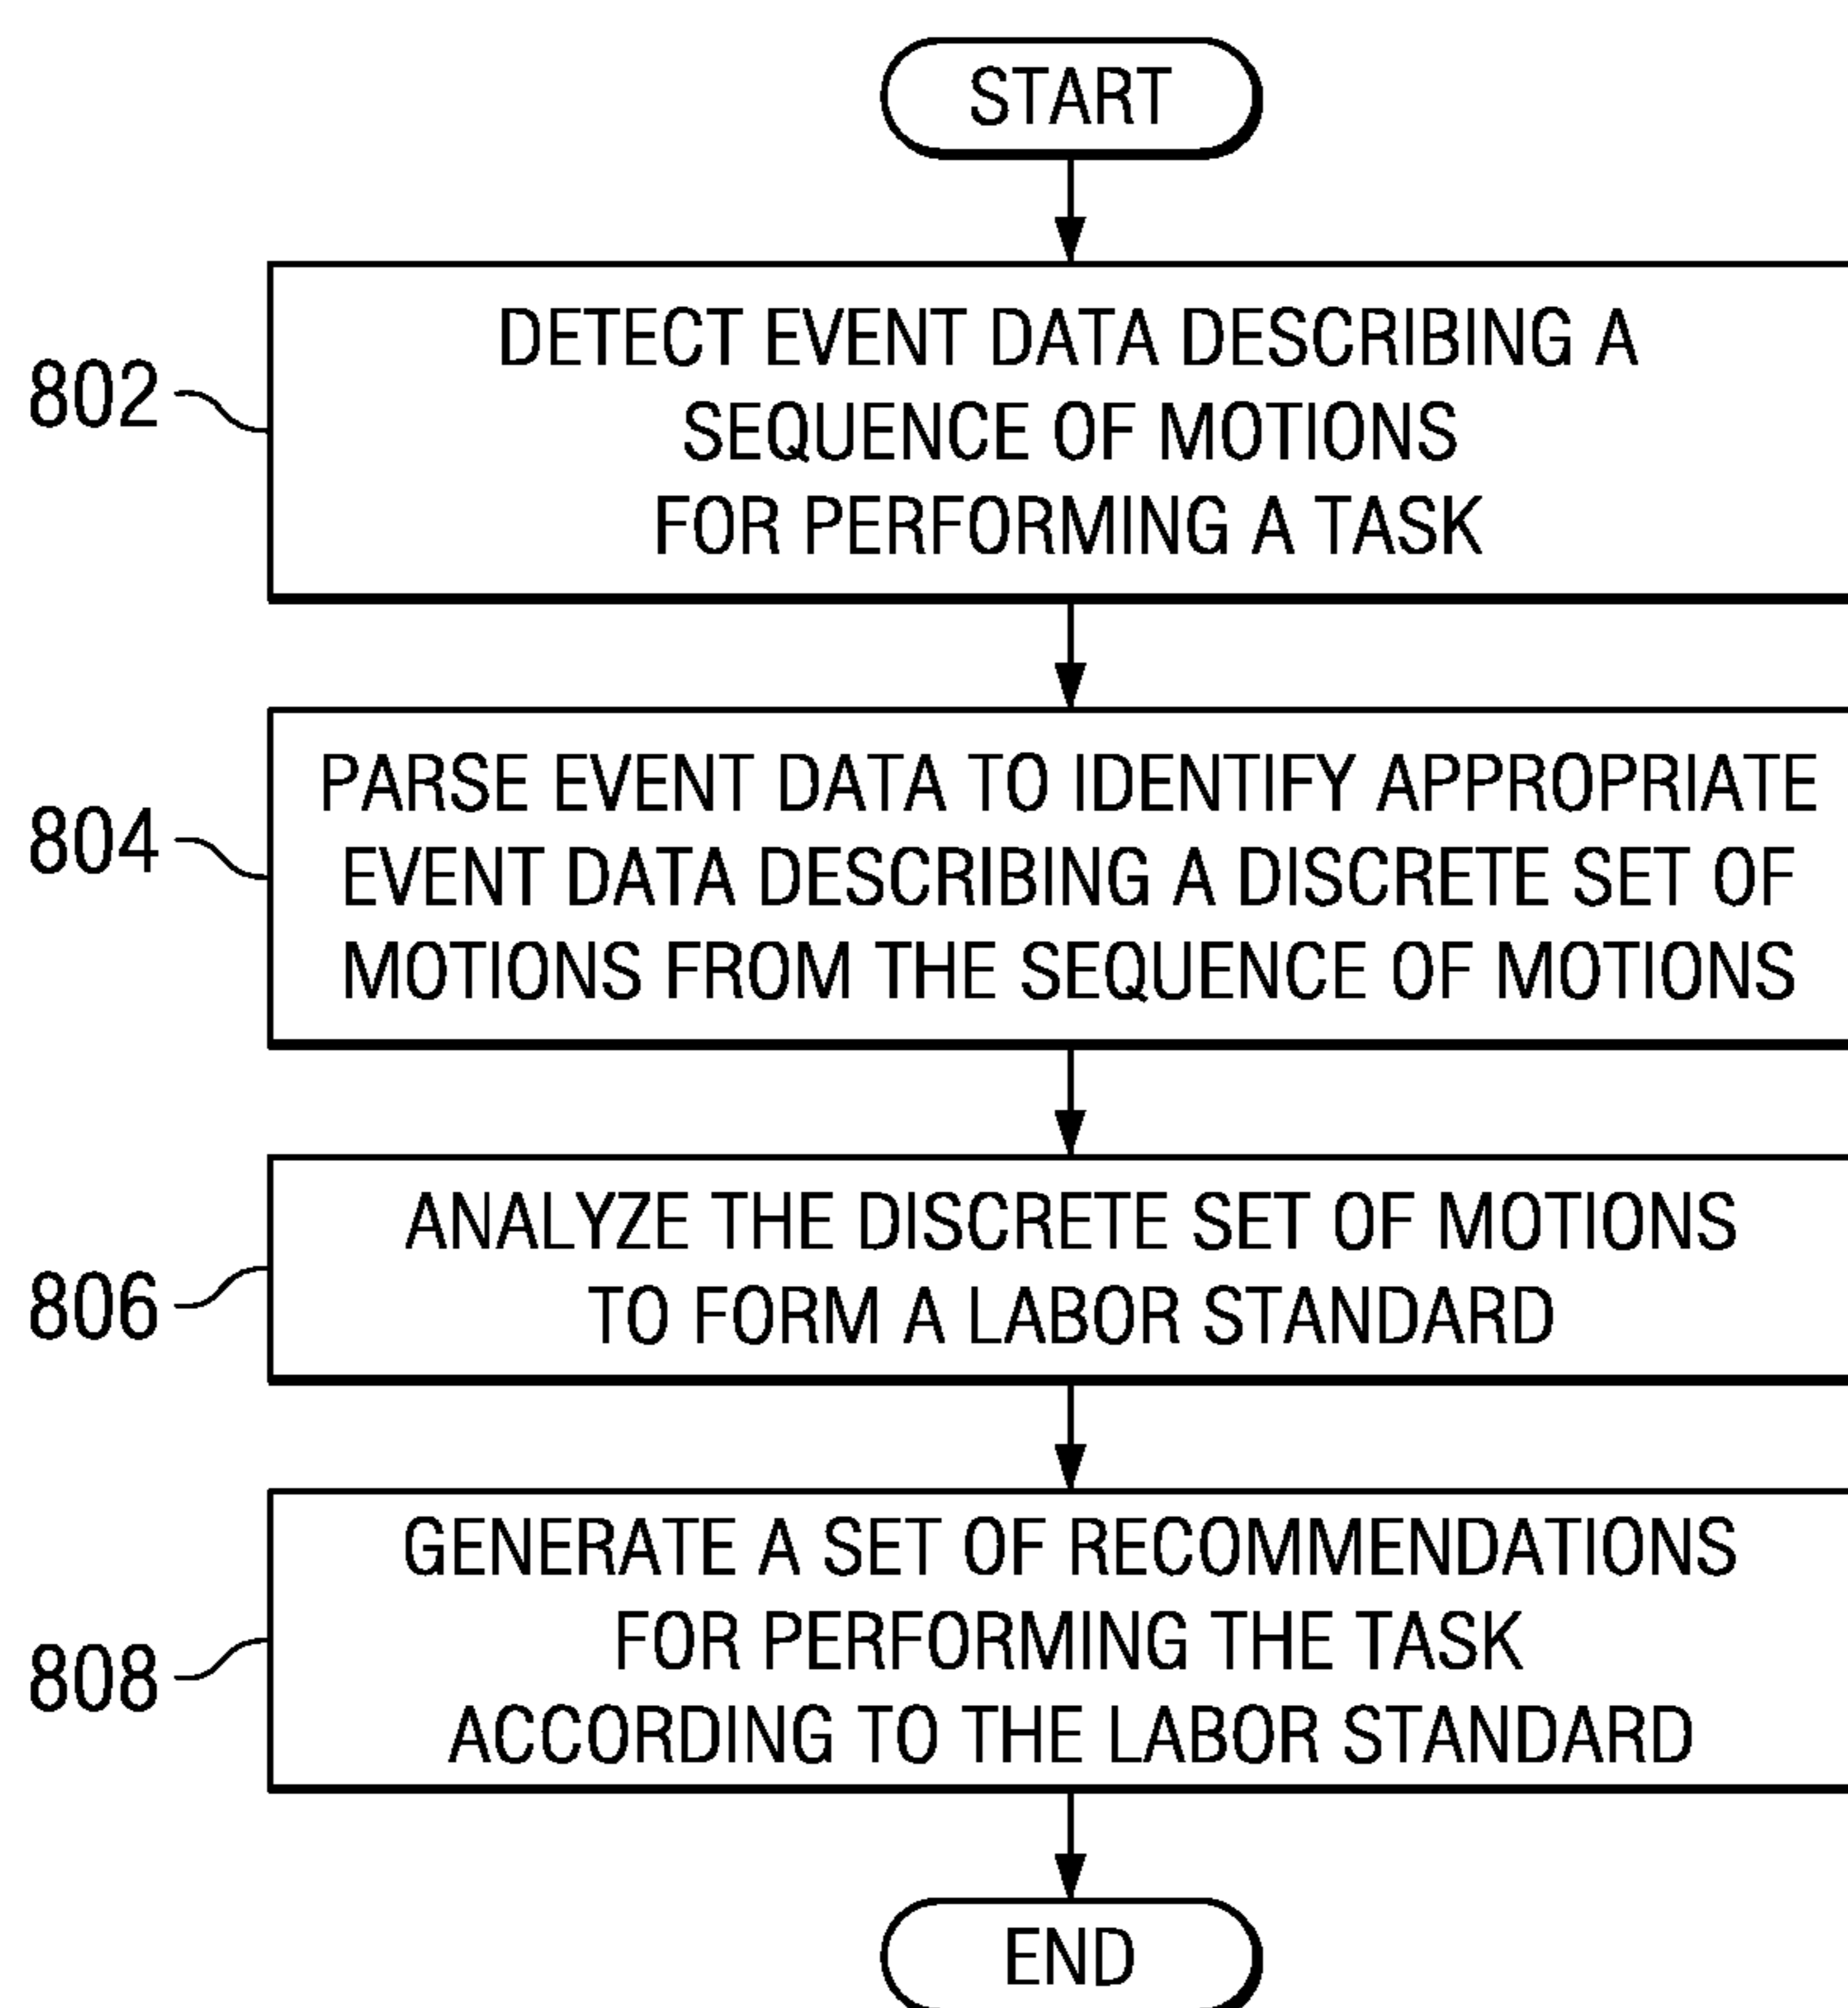 START
802
DETECT EVENT DATA DESCRIBING A
SEQUENCE OF MOTIONS
FOR PERFORMING A TASK
804
PARSE EVENT DATA TO IDENTIFY APPROPRIATE
EVENT DATA DESCRIBING A DISCRETE SET OF
MOTIONS FROM THE SEQUENCE OF MOTIONS
806
ANALYZE THE DISCRETE SET OF MOTIONS
TO FORM A LABOR STANDARD
808
GENERATE A SET OF RECOMMENDATIONS
FOR PERFORMING THE TASK
ACCORDING TO THE LABOR STANDARD
END